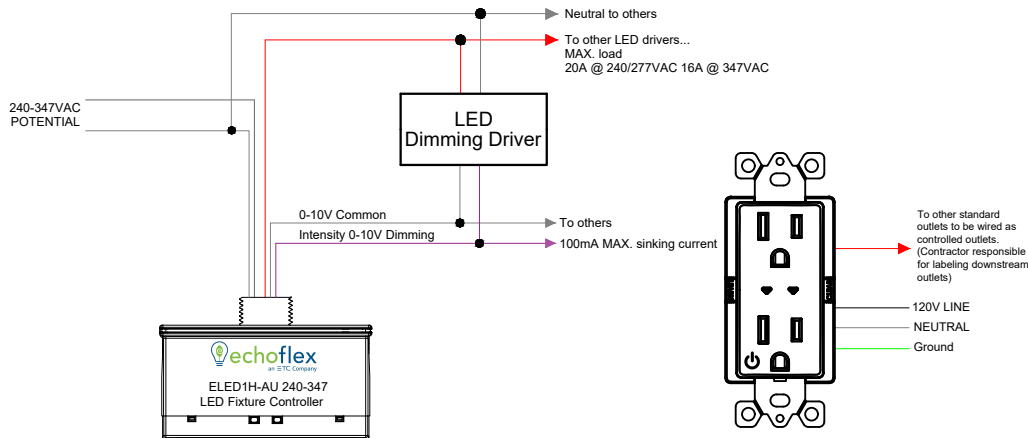 Neutral to others
To other LED drivers...
MAX. load
20A @ 240/277VAC 16A @ 347VAC
240-347VAC
POTENTIAL
LED
Dimming Driver
0-10V Common
To others
Intensity 0-10V Dimming
100mA MAX. sinking current
echoflex
an ETC Company
ELED1H-AU 240-347
LED Fixture Controller
To other standard
outlets to be wired as
controlled outlets.
(Contractor responsible
for labeling downstream
outlets)
120V LINE
NEUTRAL
Ground